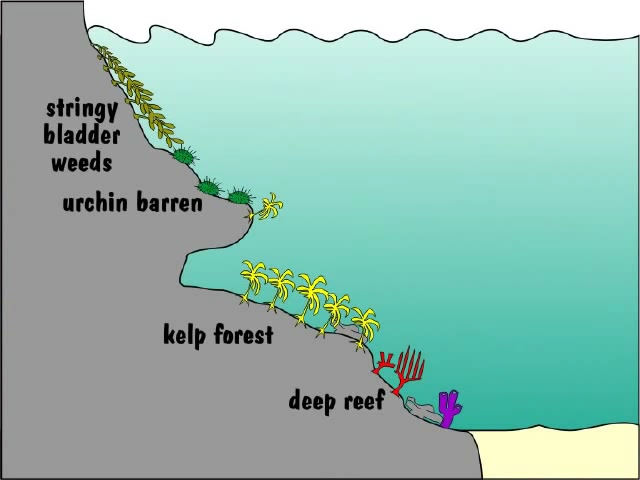 stringy
bladder
weeds
urchin barren
kelp forest
deep reef